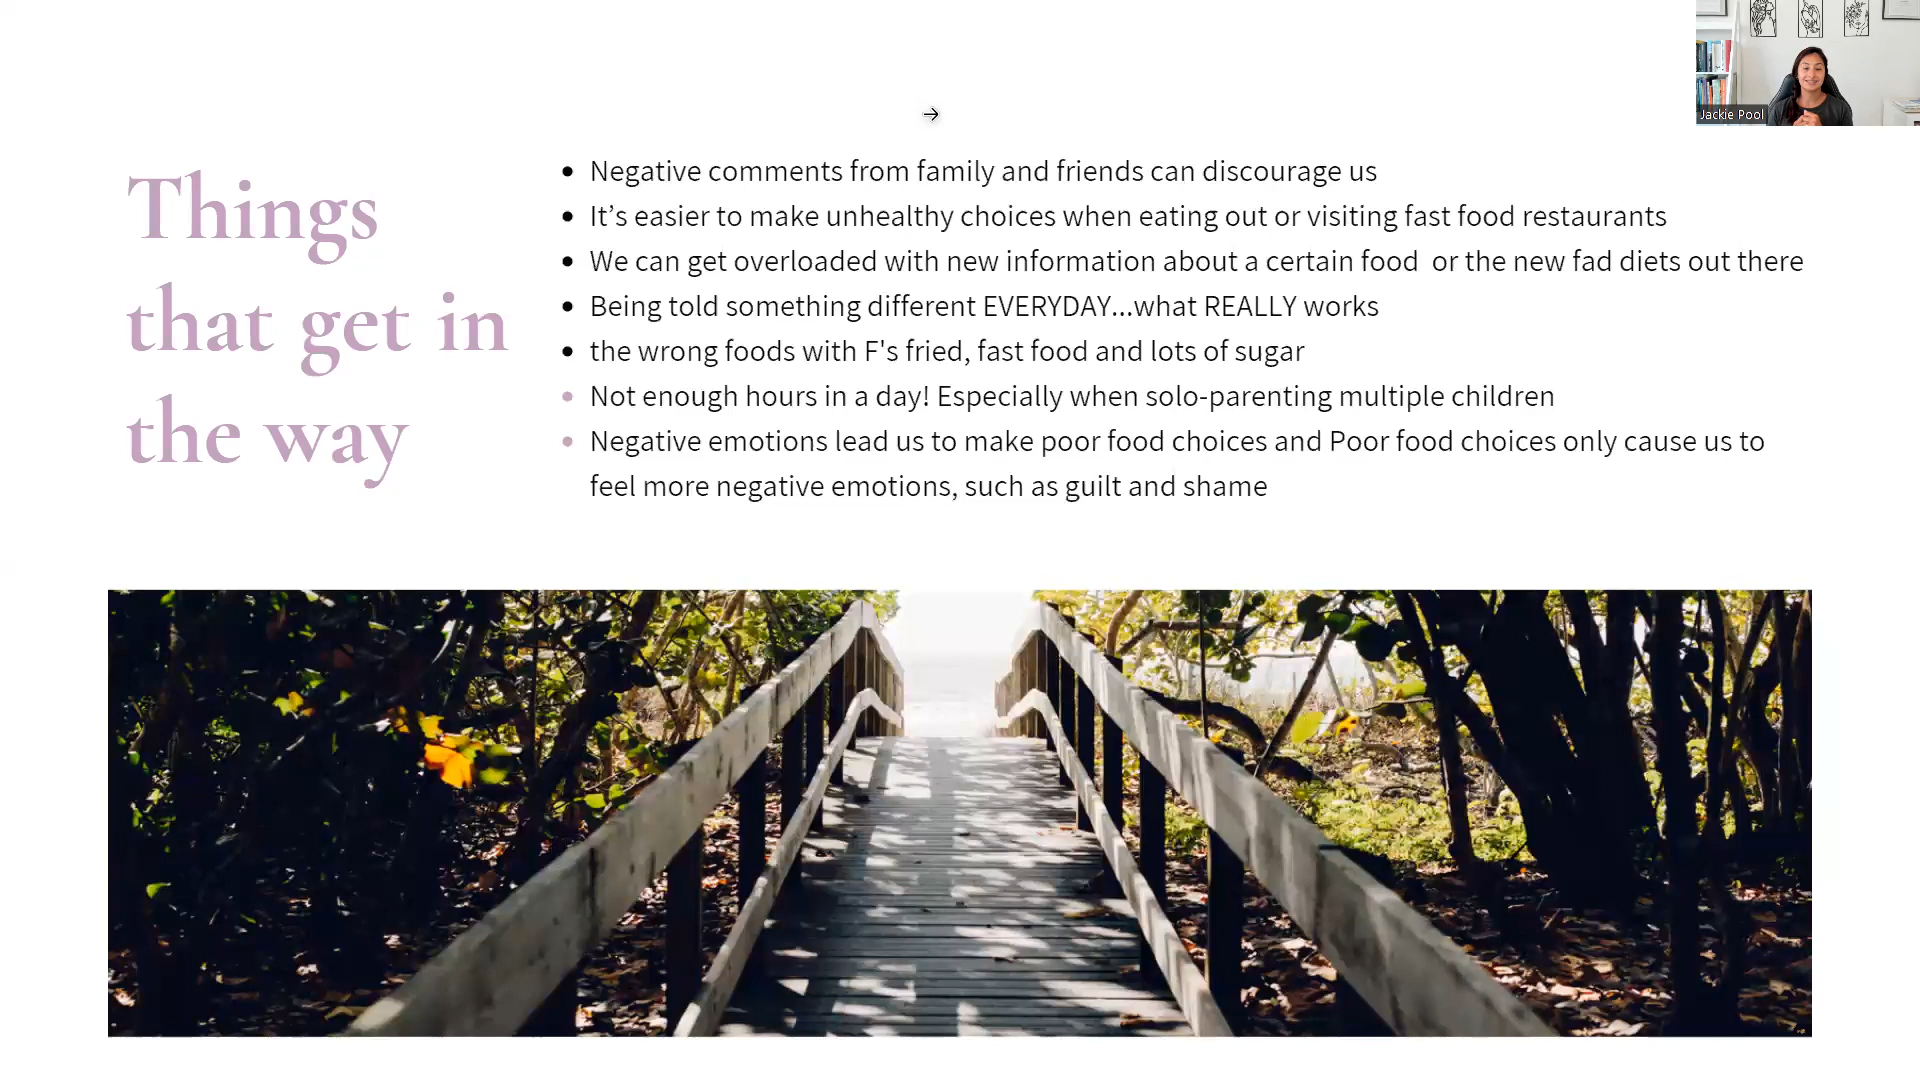 Jackie Pool
Things
that get in
the way
Negative comments from family and friends can discourage us
It’s easier to make unhealthy choices when eating out or visiting fast food restaurants
We can get overloaded with new information about a certain food or the new fad diets out there
Being told something different EVERYDAY...what REALLY works
the wrong foods with F's fried, fast food and lots of sugar
Not enough hours in a day! Especially when solo-parenting multiple children
Negative emotions lead us to make poor food choices and Poor food choices only cause us to
feel more negative emotions, such as guilt and shame